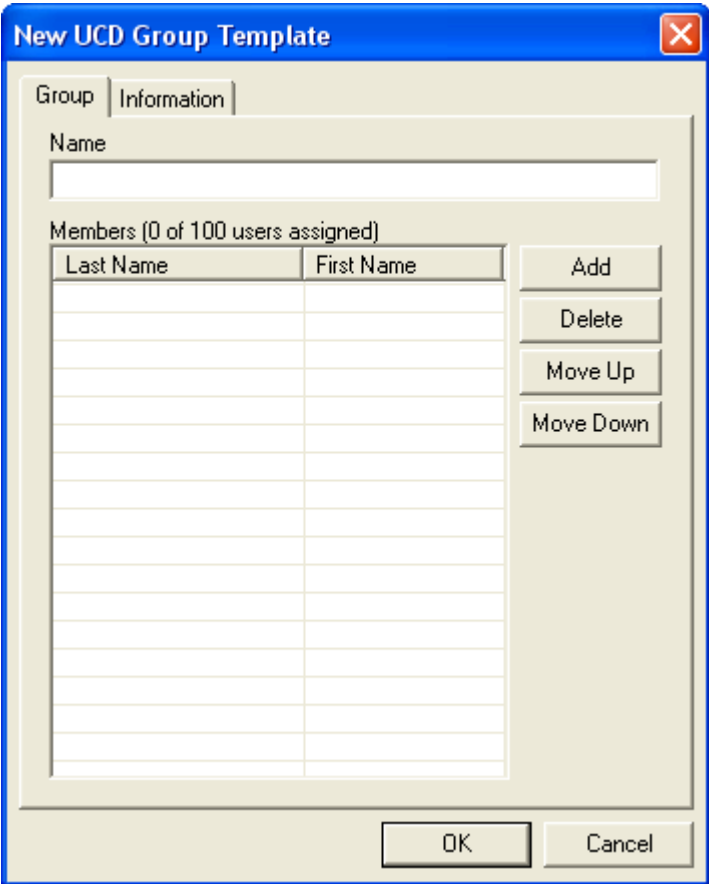 New UCD Group Template
Group Information
Name
Members (0 of 100 users assigned)
Last Name First Name
Add
Delete
Move Up
Move Down
OK Cancel